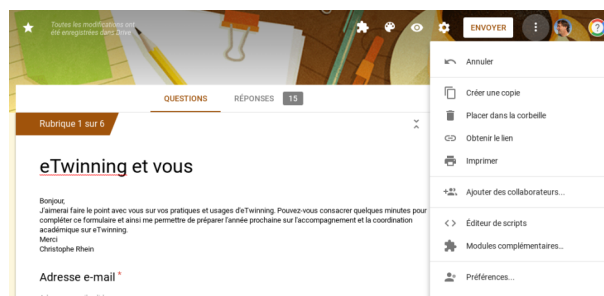 Toutes les modifications ont
été enregistrées dans Drive
ENVOYER
QUESTIONS
RÉPONSES 15
Rubrique 1 sur 6
eTwinning et vous
Bonjour,
J'aimerai faire le point avec vous sur vos pratiques et usages d'eTwinning. Pouvez-vous consacrer quelques minutes pour
compléter ce formulaire et ainsi me permettre de préparer l'année prochaine sur l'accompagnement et la coordination
académique sur eTwinning.
Merci
Christophe Rhein
Adresse e-mail *
Annuler
Créer une copie
Placer dans la corbeille
Obtenir le lien
Imprimer
Ajouter des collaborateurs...
Éditeur de scripts
Modules complémentaires...
Préférences...